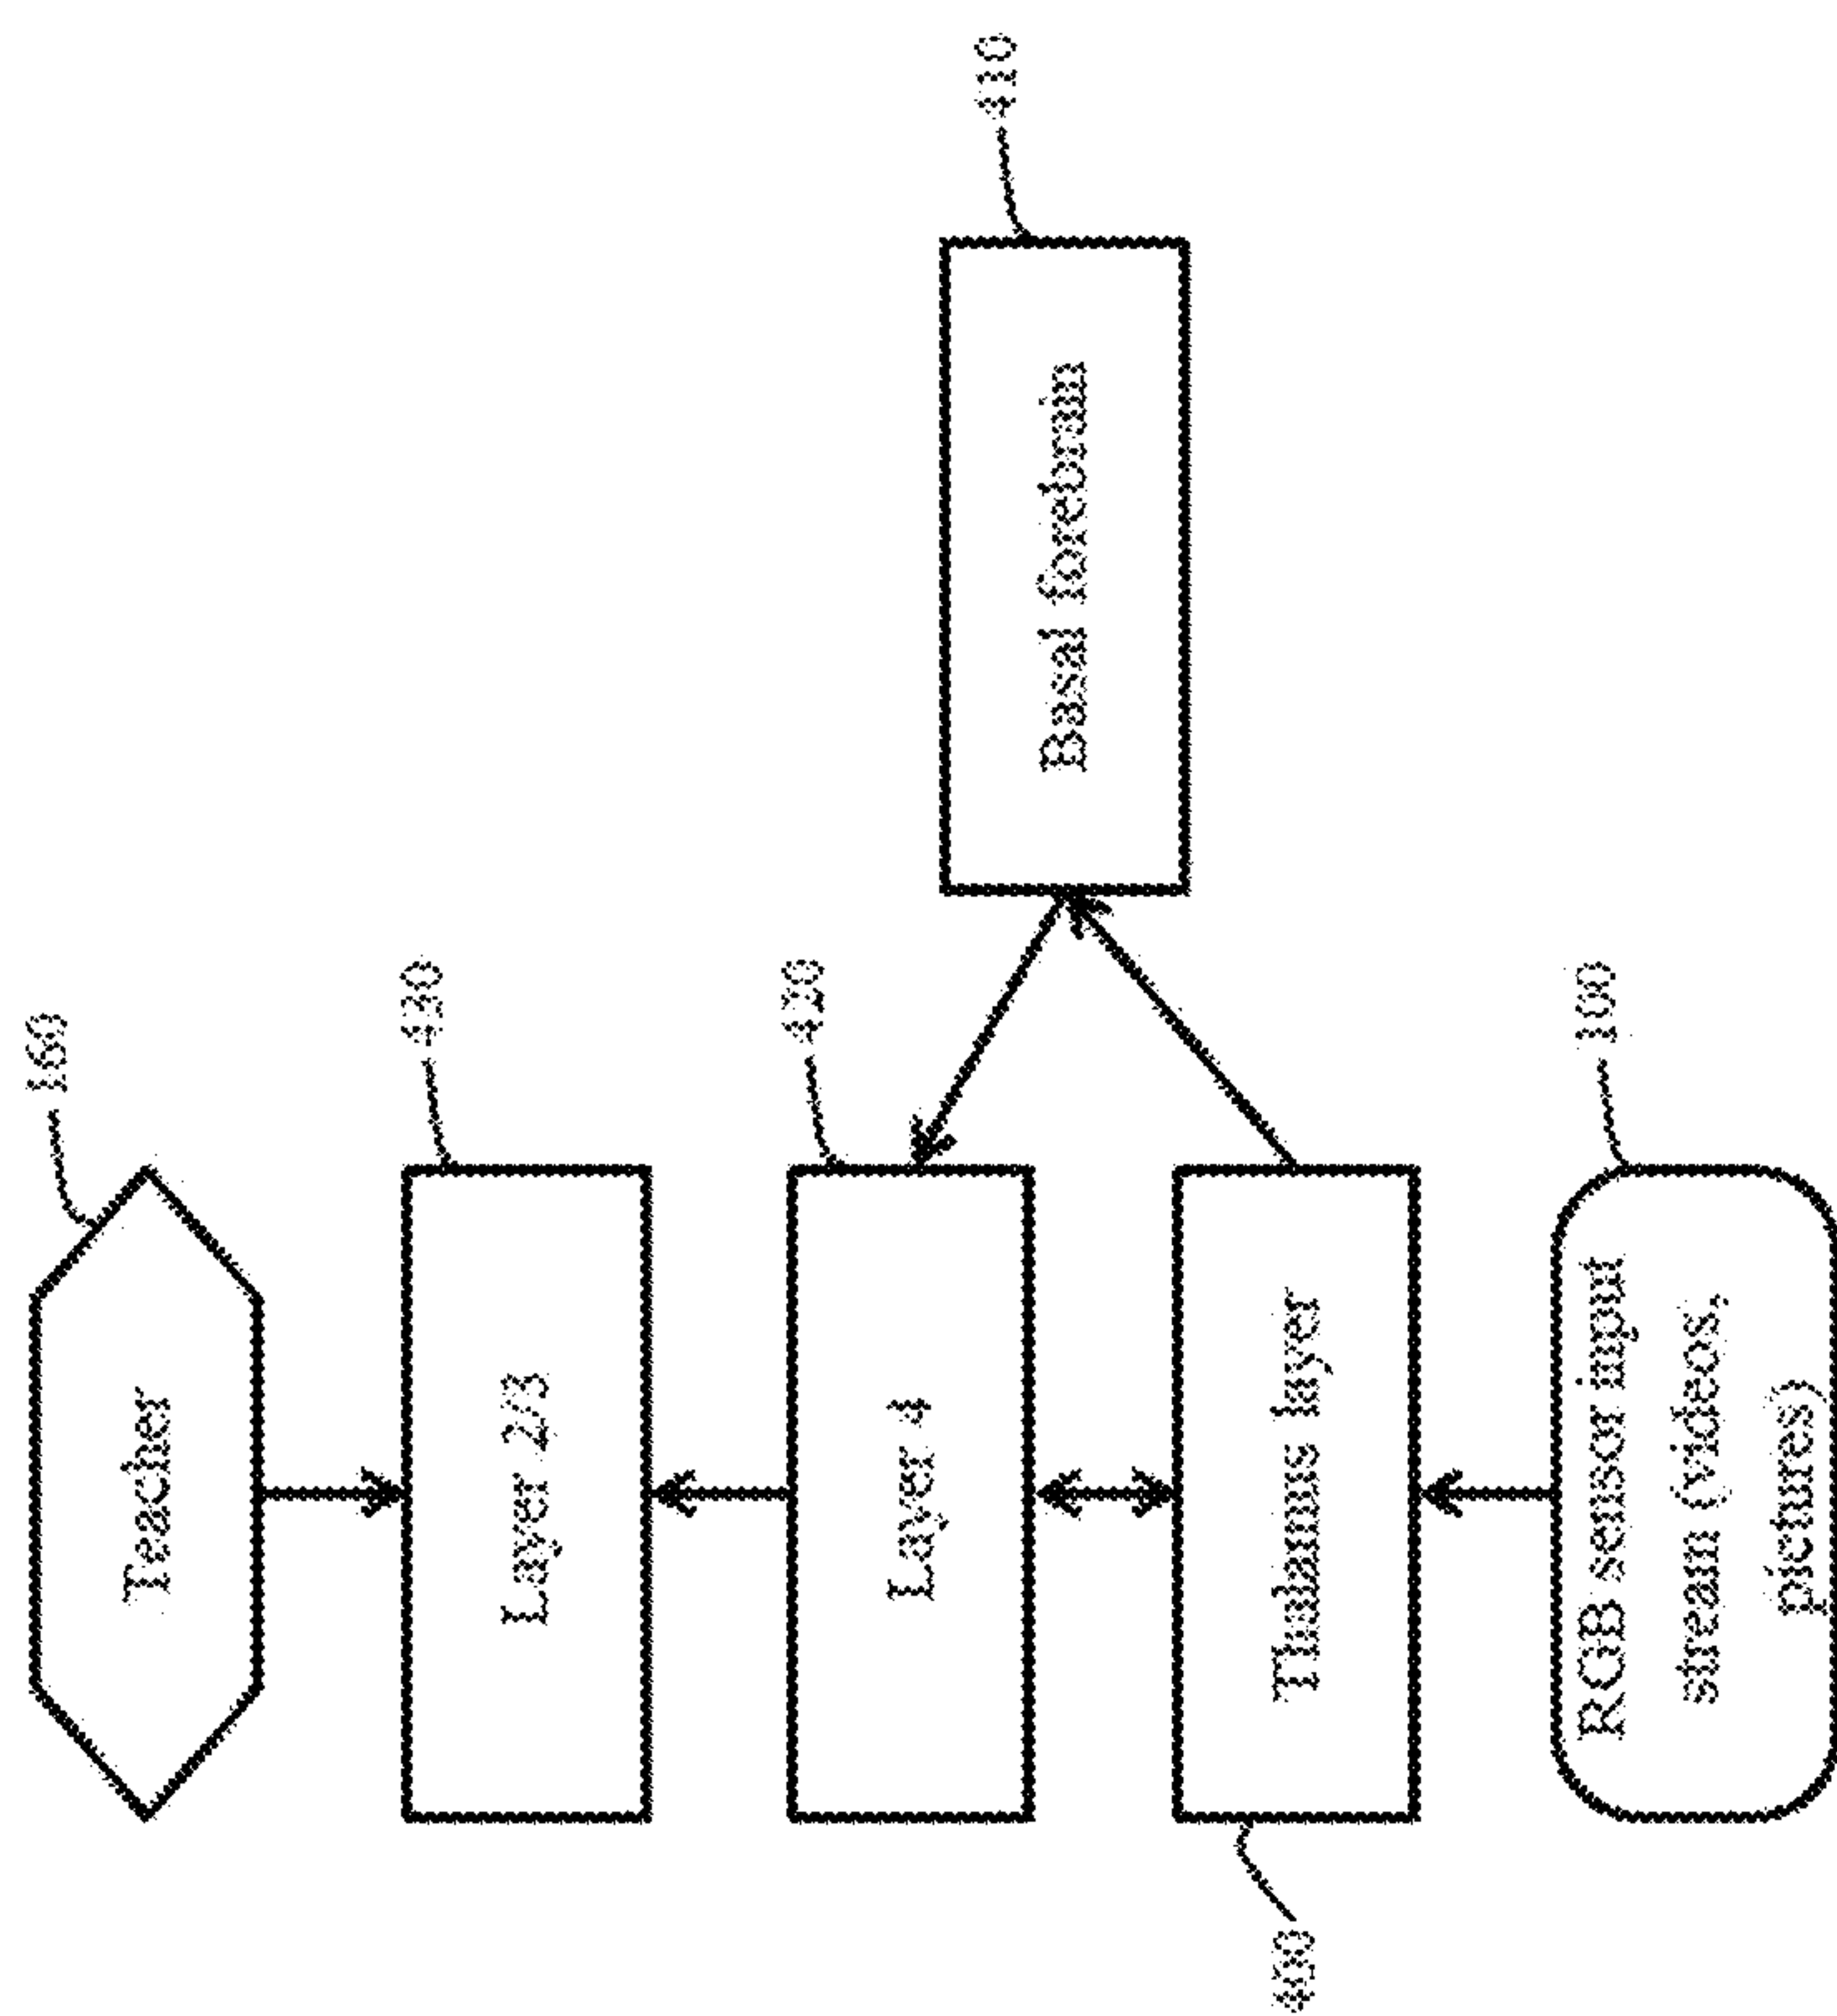 160
Teacher
430
Layer 2/3
420
Layer 4
410
Basal forebrain
Thalamus layer
400
100
RGB sensor input
stream (videos,
pictures)